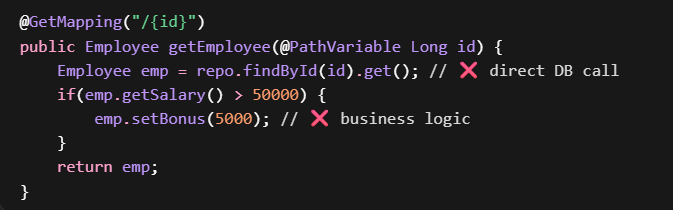 @GetMapping("/{id}")
public Employee getEmployee(@PathVariable Long id) {
    Employee emp = repo.findById(id).get(); // ❌ direct DB call
    if(emp.getSalary() > 50000) {
        emp.setBonus(5000); // ❌ business logic
    }
    return emp;
}